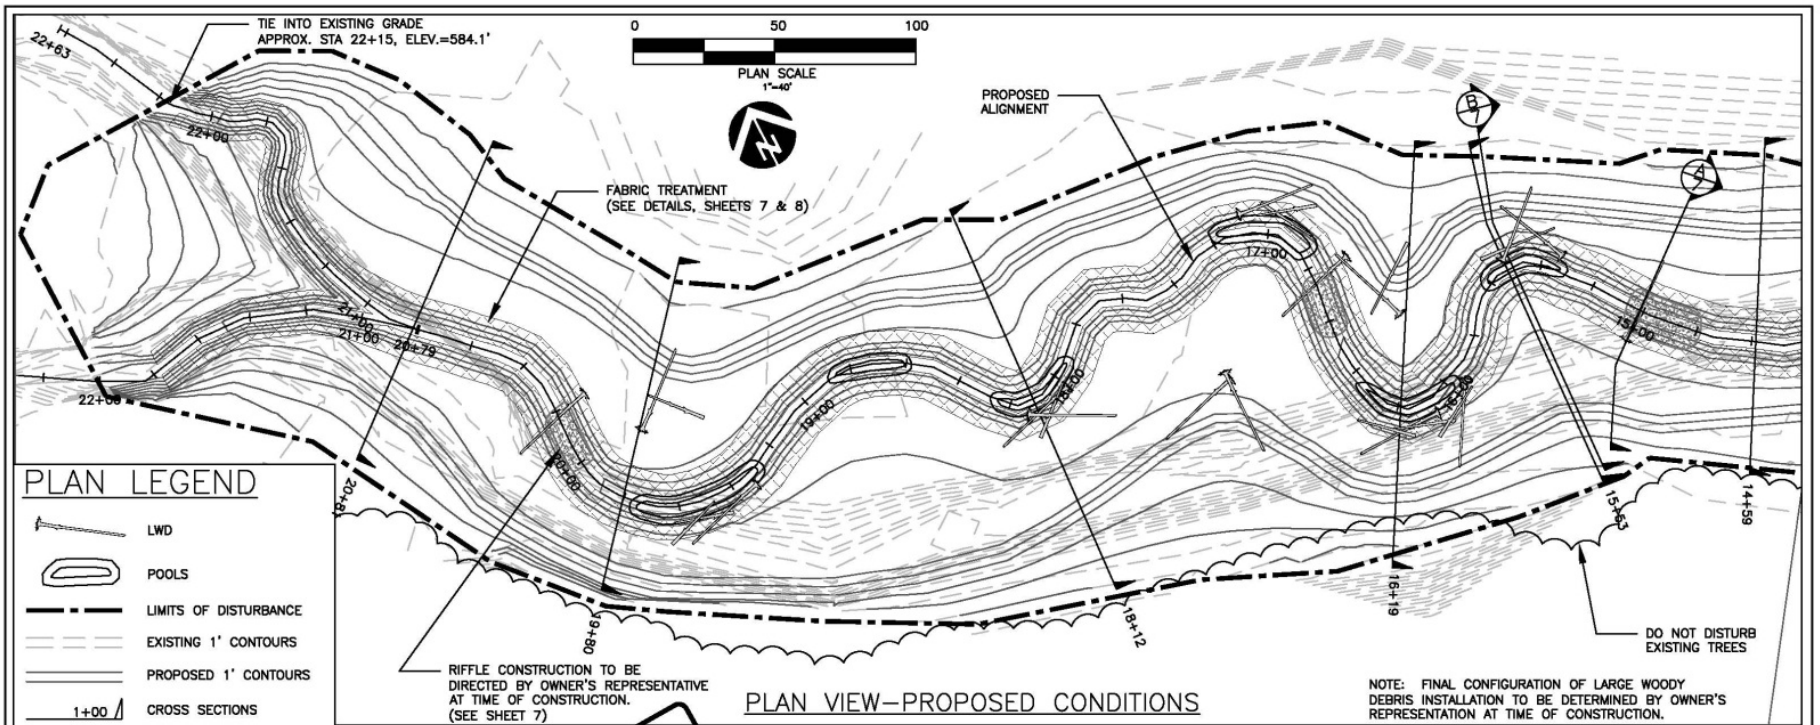 TIE INTO EXISTING GRADE
APPROX. STA 22+15, ELEV.=584.1'
0 50 100
PLAN SCALE
1"=40'
22+63
22+00
PROPOSED
ALIGNMENT
B
7
A
7
FABRIC TREATMENT
(SEE DETAILS, SHEETS 7 & 8)
17+00
15+00
21+00
21+00
20+79
18+00
16+00
19+00
20+00
20+81
19+80
18+12
16+19
15+53
14+59
PLAN LEGEND
LWD
POOLS
LIMITS OF DISTURBANCE
EXISTING 1' CONTOURS
PROPOSED 1' CONTOURS
1+00 CROSS SECTIONS
RIFFLE CONSTRUCTION TO BE
DIRECTED BY OWNER'S REPRESENTATIVE
AT TIME OF CONSTRUCTION.
(SEE SHEET 7)
PLAN VIEW–PROPOSED CONDITIONS
DO NOT DISTURB
EXISTING TREES
NOTE: FINAL CONFIGURATION OF LARGE WOODY
DEBRIS INSTALLATION TO BE DETERMINED BY OWNER'S
REPRESENTATION AT TIME OF CONSTRUCTION.